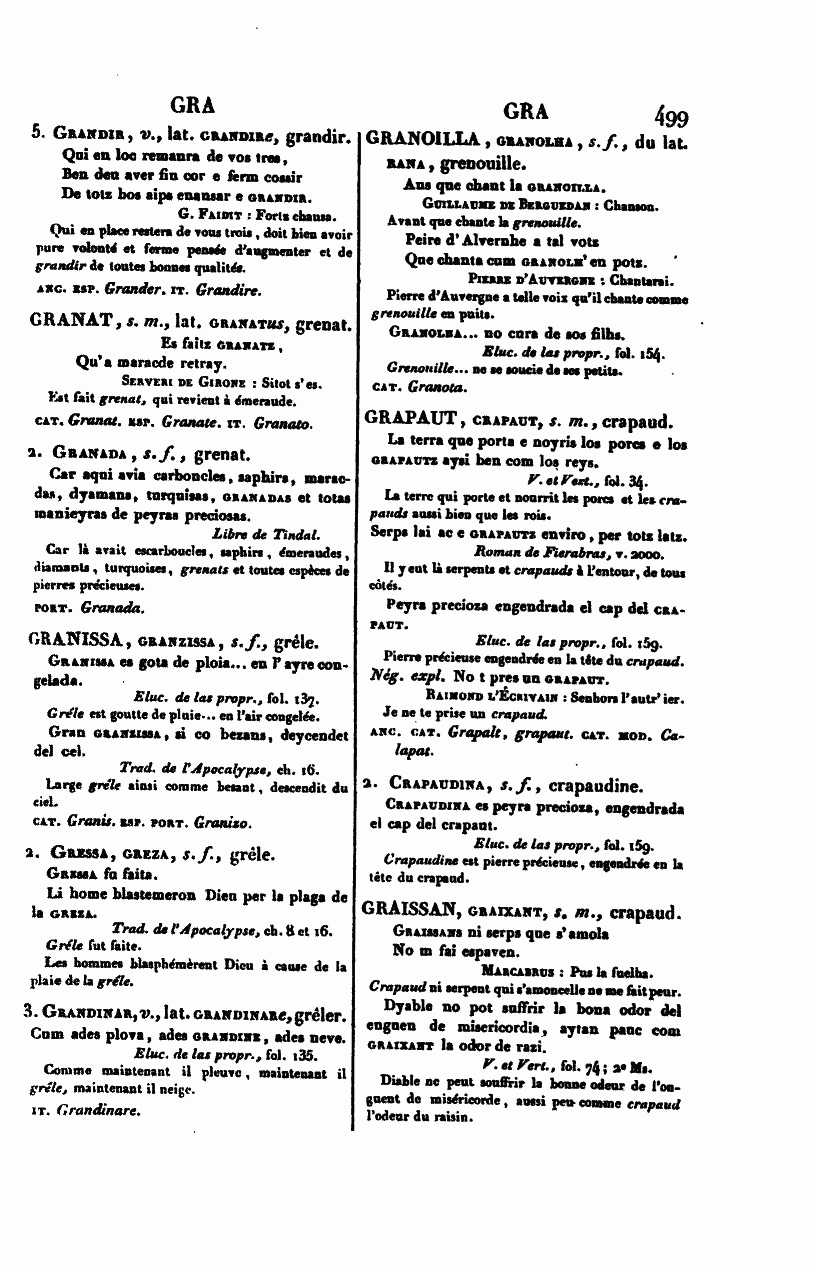 GRA
5. Grandir, v., lat. grandire, grandir.
Qui en loc remanra de vos tres,
Ben deu aver fin cor e ferm cossir
De totz bos aips enansar e grandir.
G. Faidit : Fortz chausa.
Qui en place restera de vous trois, doit bien avoir
pure volonté et ferme pensée d'augmenter et de
grandir de toutes bonnes qualités.
anc. esp. Grander. it. Grandire.
GRANAT, s. m., lat. granatus, grenat.
Es faitz granatz,
Qu'a maracde retray.
Serveri de Girone : Sitot s'es.
Est fait grenat, qui revient à émeraude.
cat. Granat. esp. Granate. it. Granato.
2. Granada, s. f., grenat.
Car aqui avia carboncles, saphirs, marac-
das, dyamans, turquisas, granadas et totas
manieyras de peyras preciosas.
Libre de Tindal.
Car là avait escarboucles, saphirs, émeraudes,
diamants, turquoises, grenats et toutes espèces de
pierres précieuses.
port. Granada.
GRANISSA, granzissa, s. f., grêle.
Granissa es gota de ploia... en l'ayre con-
gelada.
Eluc. de las propr., fol. 137.
Grêle est goutte de pluie... en l'air congelée.
Gran granzissa, si co bezans, deycendet
del cel.
Trad. de l'Apocalypse, ch. 16.
Large grêle ainsi comme besant, descendit du
ciel.
cat. Granis. esp. port. Granizo.
2. Gressa, greza, s. f., grêle.
Gressa fo faita.
Li home blastemeron Dieu per la plaga de
la greza.
Trad. de l'Apocalypse, ch. 8 et 16.
Grêle fut faite.
Les hommes blasphémèrent Dieu à cause de la
plaie de la grêle.
3. Grandinar, v., lat. grandinare, grêler.
Cum ades plova, ades grandine, ades neve.
Eluc. de las propr., fol. 135.
Comme maintenant il pleuve, maintenant il
grêle, maintenant il neige.
it. Grandinare.
GRA 499
GRANOILLA, granolha, s. f., du lat.
rana, grenouille.
Ans que chant la granoilla.
Guillaume de Berguedan : Chanson.
Avant que chante la grenouille.
Peire d'Alvernhe a tal votz
Que chanta cum granolh' en potz.
Pierre d'Auvergne : Chantarai.
Pierre d'Auvergne a telle voix qu'il chante comme
grenouille en puits.
Granolha... no cura de sos filhs.
Eluc. de las propr., fol. 154.
Grenouille... ne se soucie de ses petits.
cat. Granota.
GRAPAUT, crapaut, s. m., crapaud.
La terra que porta e noyris los porcs e los
grapautz aysi ben com los reys.
V. et Vert., fol. 34.
La terre qui porte et nourrit les porcs et les cra-
pauds aussi bien que les rois.
Serps lai ac e grapautz enviro, per totz latz.
Roman de Fierabras, v. 2000.
Il y eut là serpents et crapauds à l'entour, de tous
côtés.
Peyra precioza engendrada el cap del cra-
paut.
Eluc. de las propr., fol. 159.
Pierre précieuse engendrée en la tête du crapaud.
Nég. expl. No t pres un grapaut.
Raimond l'Écrivain : Senhors l'autr'ier.
Je ne te prise un crapaud.
anc. cat. Grapalt, grapaut. cat. mod. Ca-
lapat.
2. Crapaudina, s. f., crapaudine.
Crapaudina es peyra precioza, engendrada
el cap del crapaut.
Eluc. de las propr., fol. 159.
Crapaudine est pierre précieuse, engendrée en la
tête du crapaud.
GRAISSAN, graixant, s. m., crapaud.
Graissans ni serps que s'amola
No m fai espaven.
Marcabrus : Pus la fuelha.
Crapaud ni serpent qui s'amoncelle ne me fait peur.
Dyable no pot suffrir la bona odor del
enguen de misericordia, aytan pauc com
graixant la odor de razi.
V. et Vert., fol. 74; 2e Ms.
Diable ne peut souffrir la bonne odeur de l'on-
guent de miséricorde, aussi peu comme crapaud
l'odeur du raisin.